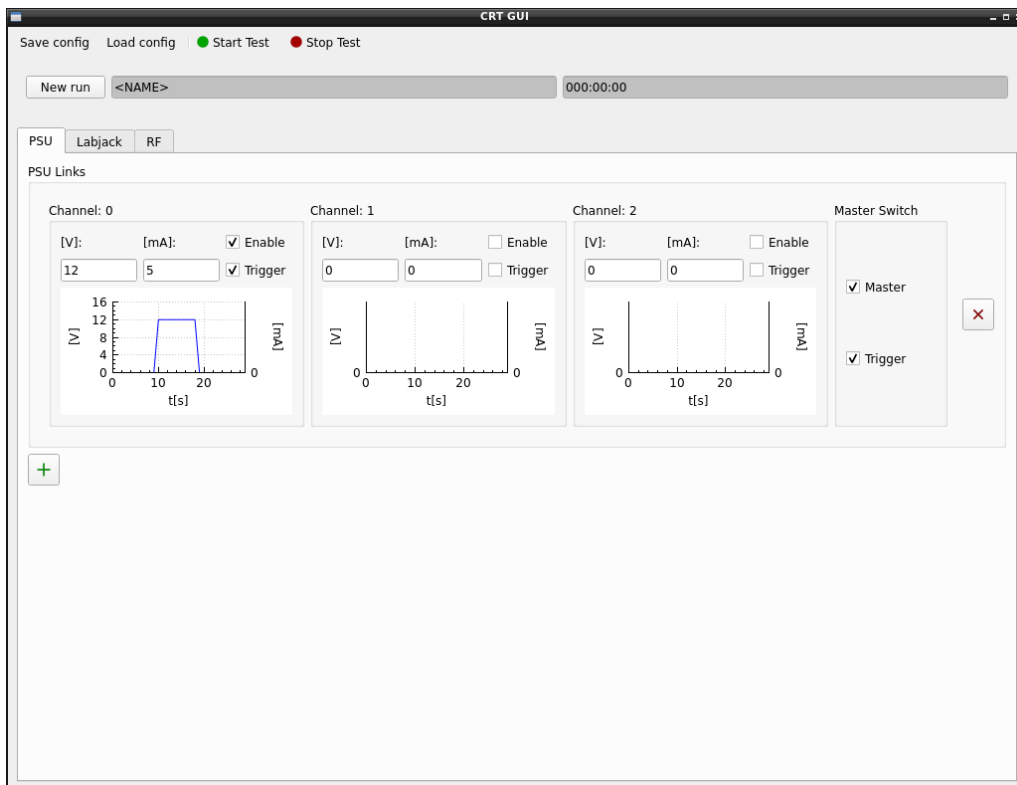 CRT GUI
Save config Load config Start Test Stop Test
New run <NAME> 000:00:00
PSU Labjack RF
PSU Links
Channel: 0 Channel: 1 Channel: 2 Master Switch
[V]: [mA]: Enable [V]: [mA]: Enable [V]: [mA]: Enable
12 5 Trigger 0 0 Trigger 0 0 Trigger
Master
16
12
8
4
0 0 0 0 0 0
[V] [mA] [V] [mA] [V] [mA]
Trigger
0 10 20 0 10 20 0 10 20
t[s] t[s] t[s]